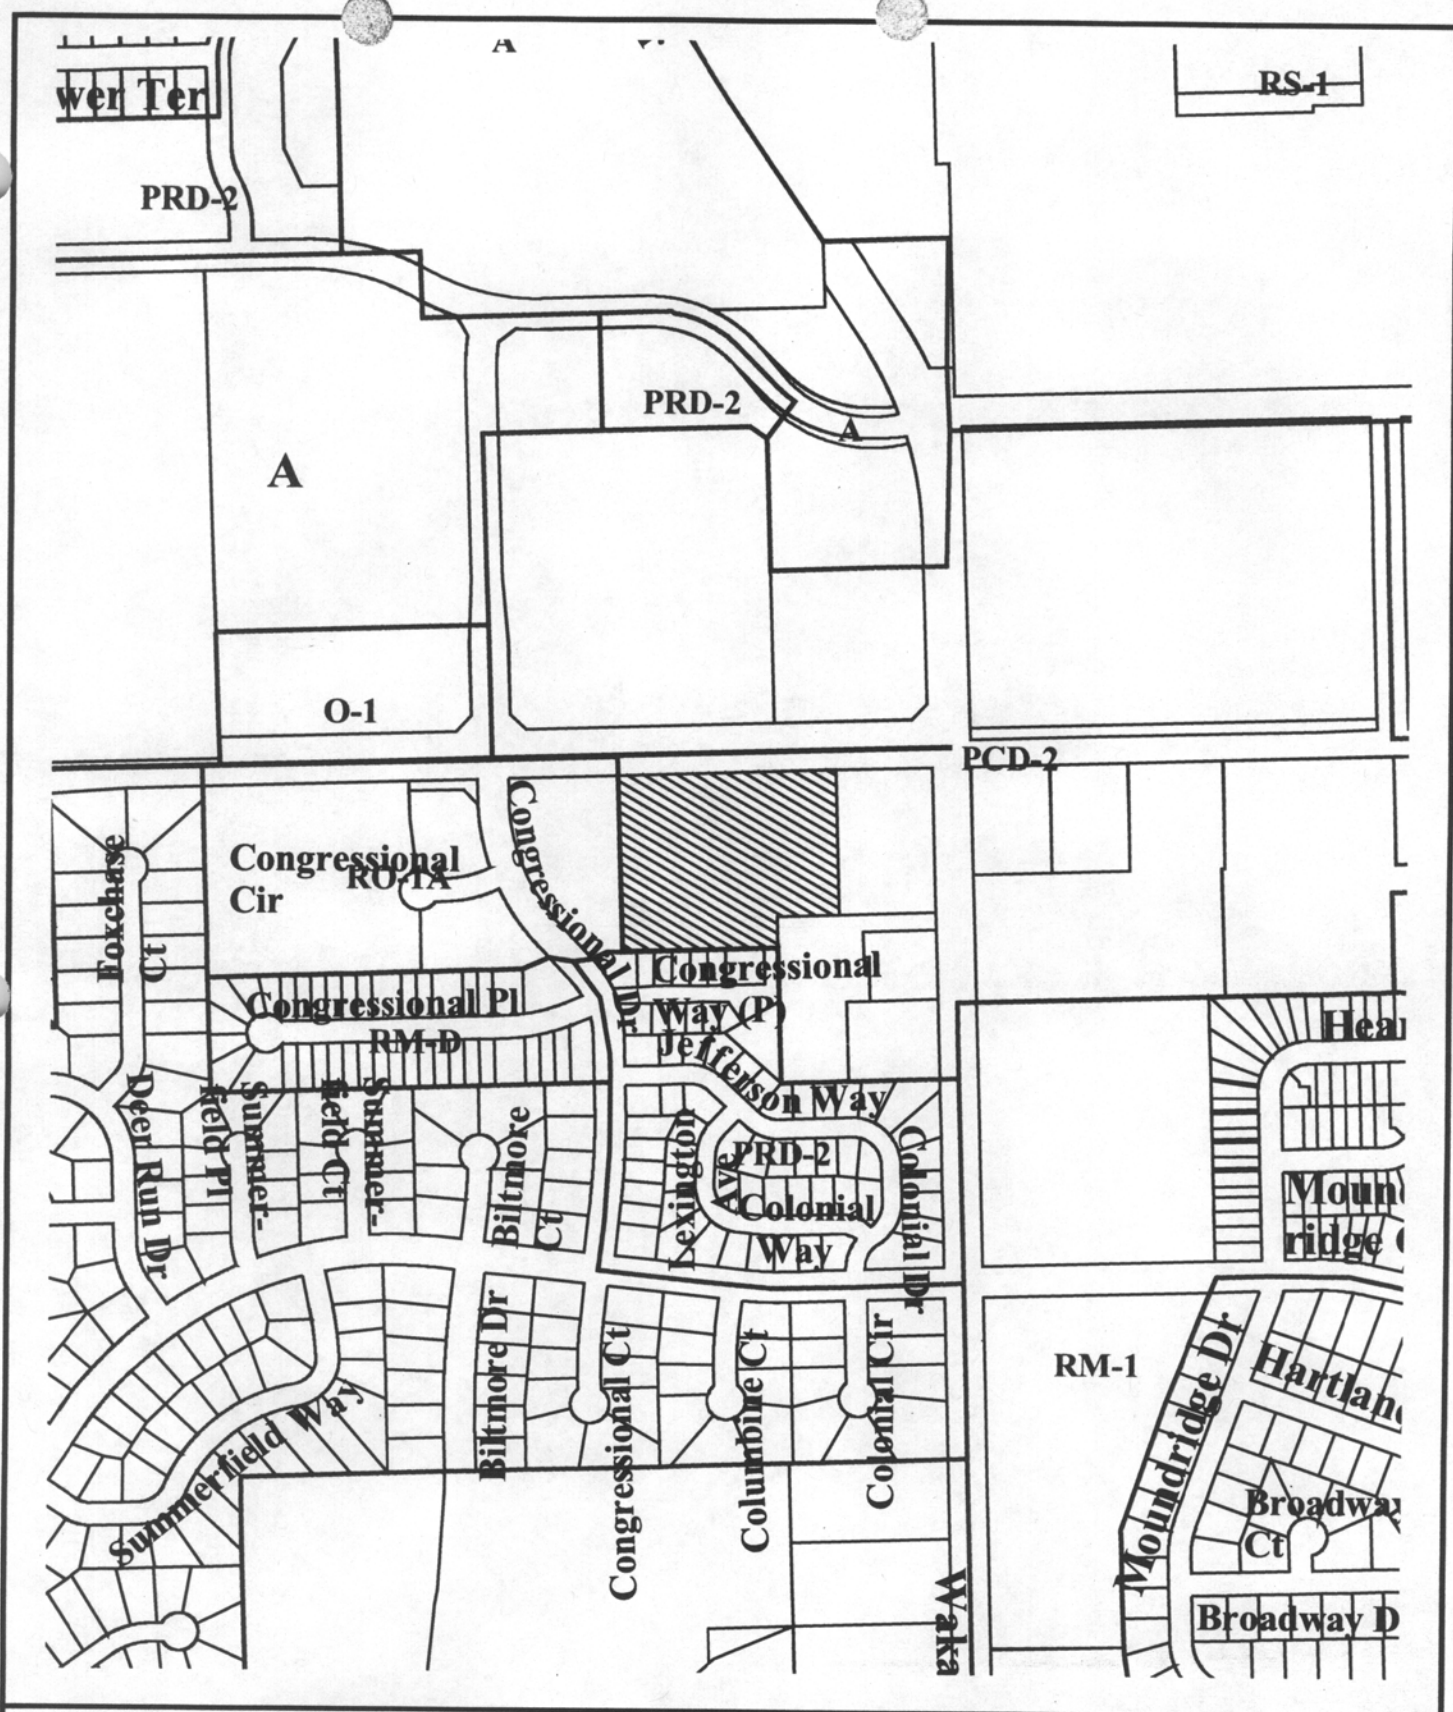 A
RS-1
wer Ter
PRD-2
PRD-2
A
A
O-1
PCD-2
Congressional
Cir
RO-1A
Congressional Dr
Foxchase
Ct
Congressional
Way (P)
Congressional Pl
RM-D
Jefferson Way
Hear
Deer Run Dr
Summer-
field Pl
Summer-
field Ct
Biltmore
Ct
Lexington
Ave
PRD-2
Colonial
Way
Colonial Dr
Moun
ridge
Biltmore Dr
Congressional Ct
Columbine Ct
Colonial Cir
RM-1
Moundridge Dr
Hartlan
Summerfield Way
Broadway
Ct
Waka
Broadway D